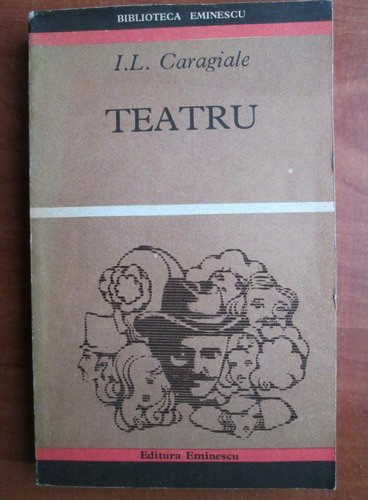 BIBLIOTECA EMINESCU
I.L. Caragiale
TEATRU
Editura Eminescu